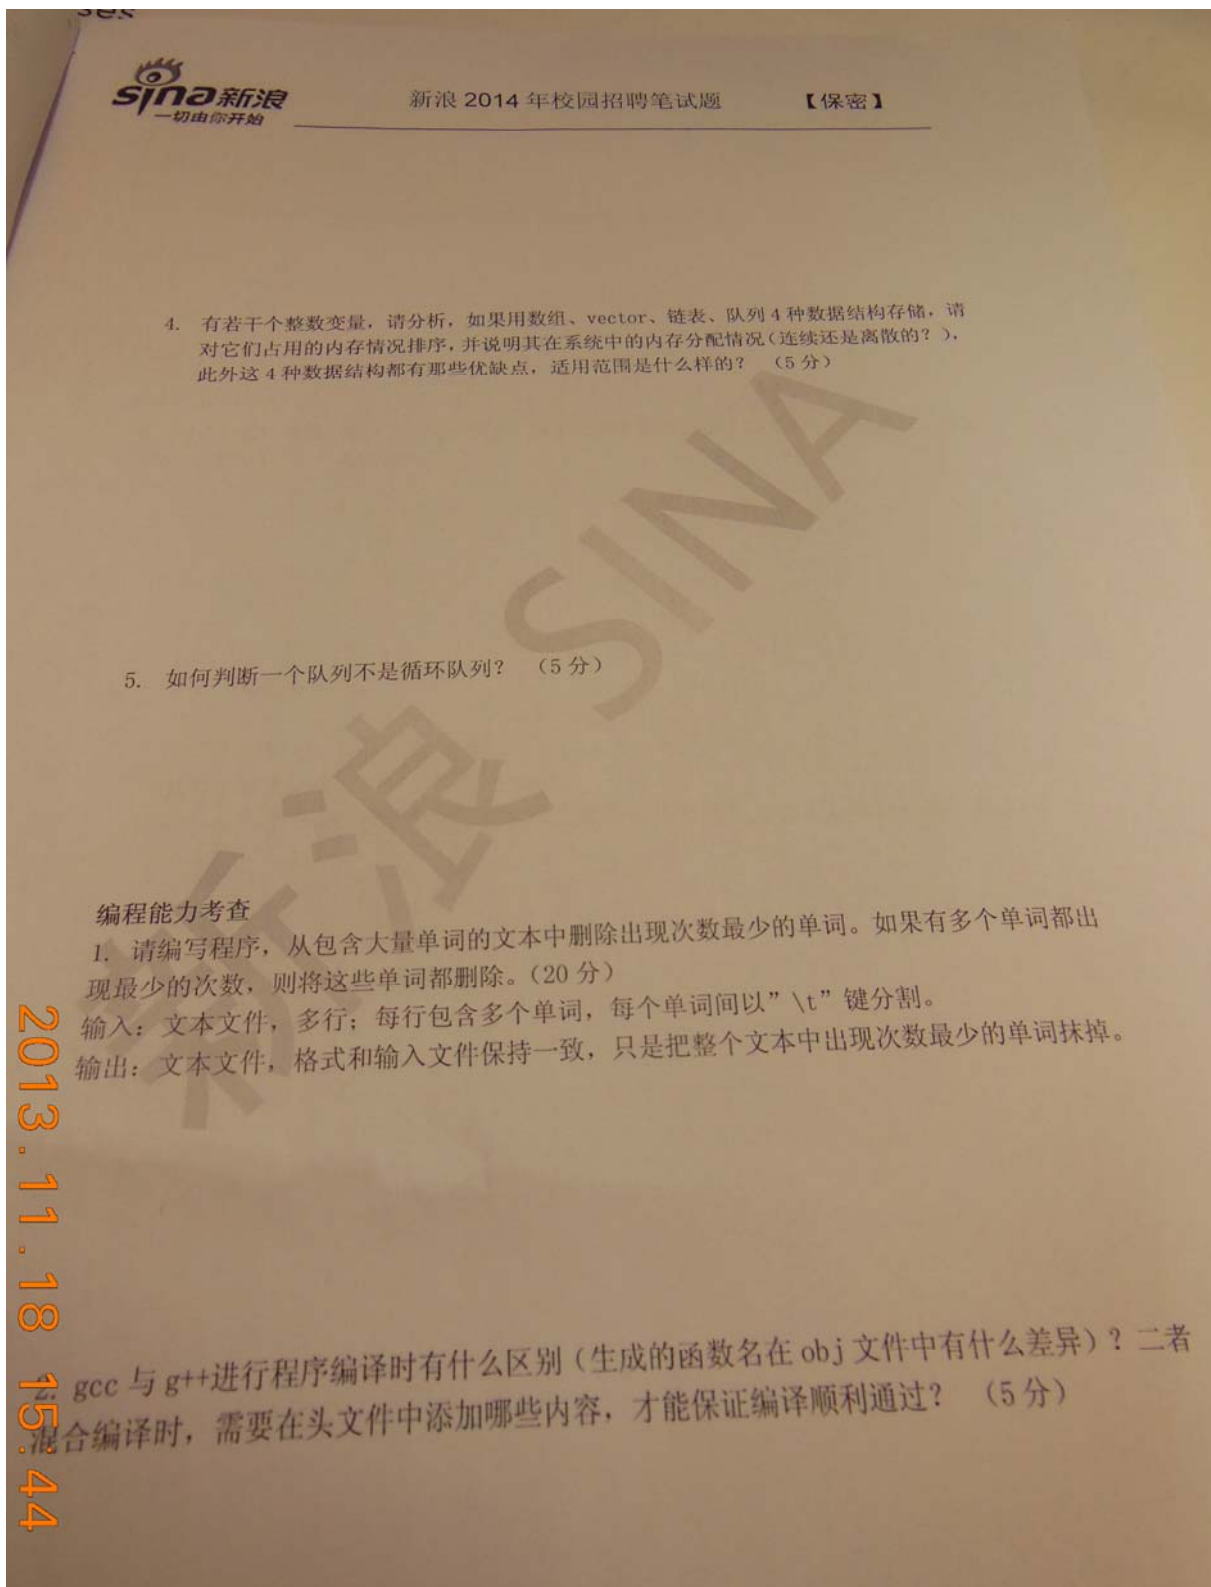 sina新浪
一切由你开始
新浪 2014 年校园招聘笔试题 【保密】
4. 有若干个整数变量，请分析，如果用数组、vector、链表、队列 4 种数据结构存储，请
对它们占用的内存情况排序，并说明其在系统中的内存分配情况（连续还是离散的？），
此外这 4 种数据结构都有那些优缺点，适用范围是什么样的？ （5 分）
5. 如何判断一个队列不是循环队列？ （5 分）
新浪 SINA
编程能力考查
1. 请编写程序，从包含大量单词的文本中删除出现次数最少的单词。如果有多个单词都出
现最少的次数，则将这些单词都删除。（20 分）
输入：文本文件，多行；每行包含多个单词，每个单词间以”\t”键分割。
输出：文本文件，格式和输入文件保持一致，只是把整个文本中出现次数最少的单词抹掉。
2. gcc 与 g++进行程序编译时有什么区别（生成的函数名在 obj 文件中有什么差异）？二者
混合编译时，需要在头文件中添加哪些内容，才能保证编译顺利通过？ （5 分）
2013.11.18 15:44